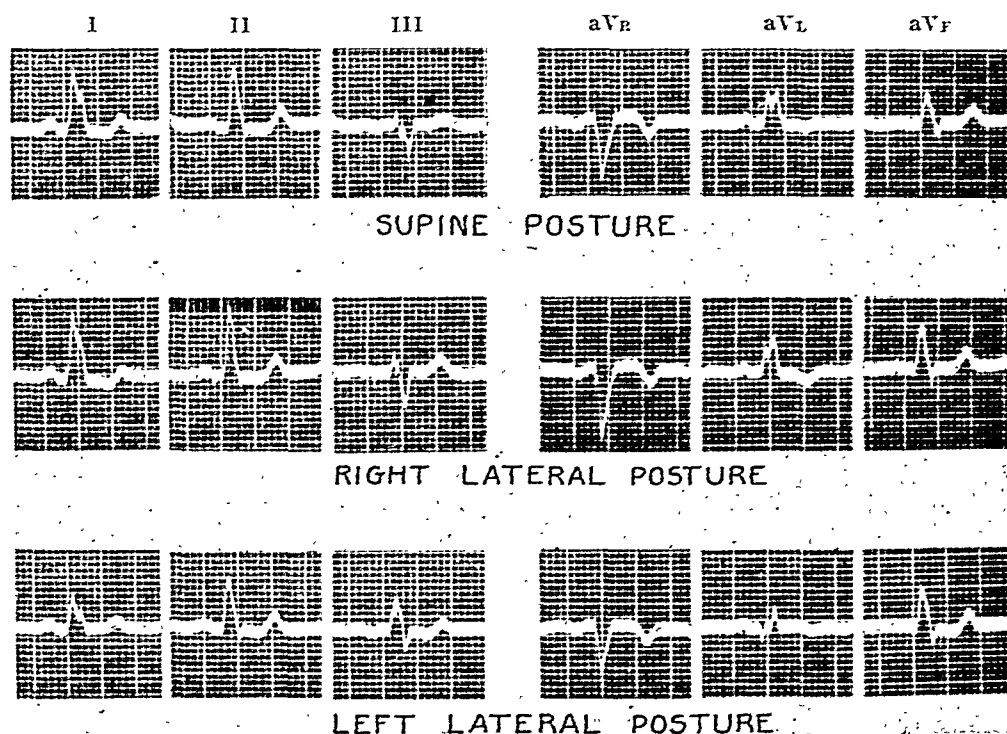 I II III aVR aVL aVF
SUPINE POSTURE
RIGHT LATERAL POSTURE
LEFT LATERAL POSTURE